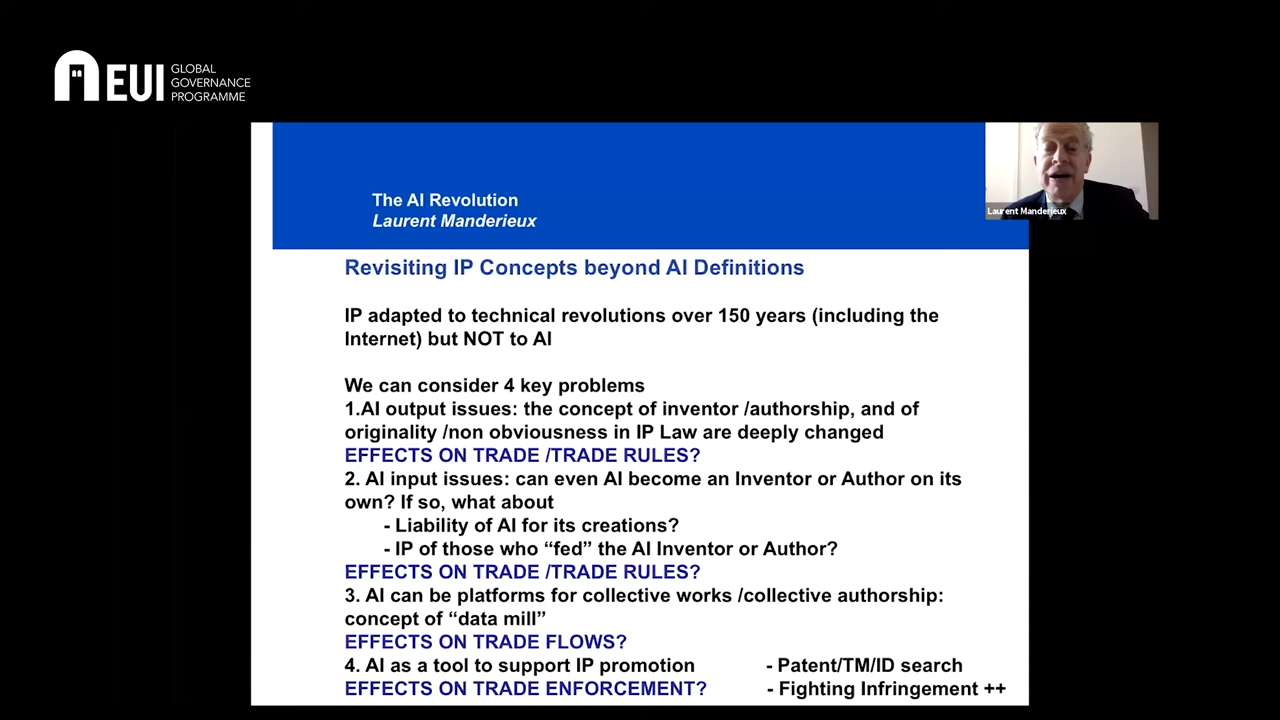 EUI GLOBAL
GOVERNANCE
PROGRAMME
The AI Revolution
Laurent Manderieux
Laurent Manderieux
Revisiting IP Concepts beyond AI Definitions
IP adapted to technical revolutions over 150 years (including the
Internet) but NOT to AI
We can consider 4 key problems
1.AI output issues: the concept of inventor /authorship, and of
originality /non obviousness in IP Law are deeply changed
EFFECTS ON TRADE /TRADE RULES?
2. AI input issues: can even AI become an Inventor or Author on its
own? If so, what about
- Liability of AI for its creations?
- IP of those who “fed” the AI Inventor or Author?
EFFECTS ON TRADE /TRADE RULES?
3. AI can be platforms for collective works /collective authorship:
concept of “data mill”
EFFECTS ON TRADE FLOWS?
4. AI as a tool to support IP promotion - Patent/TM/ID search
EFFECTS ON TRADE ENFORCEMENT? - Fighting Infringement ++